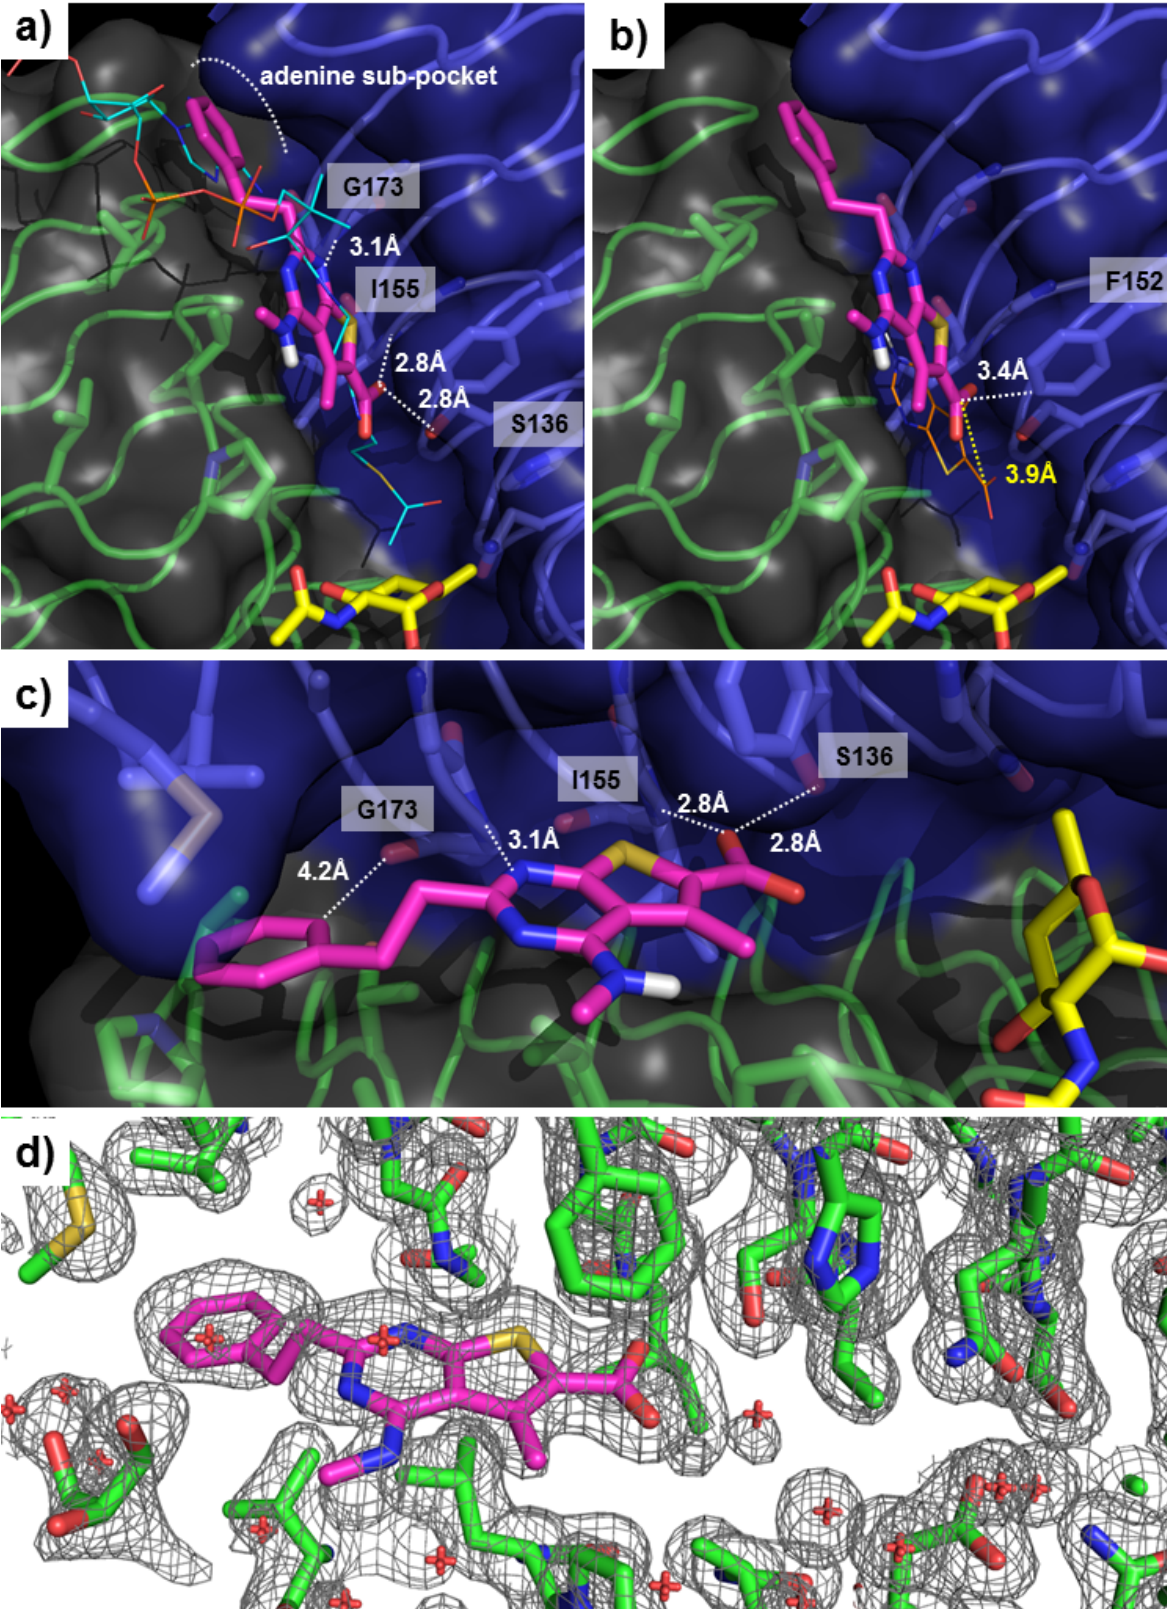 a)
adenine sub-pocket
G173
3.1Å
I155
2.8Å
2.8Å
S136
b)
F152
3.4Å
3.9Å
c)
S136
I155
2.8Å
G173
3.1Å
2.8Å
4.2Å
d)